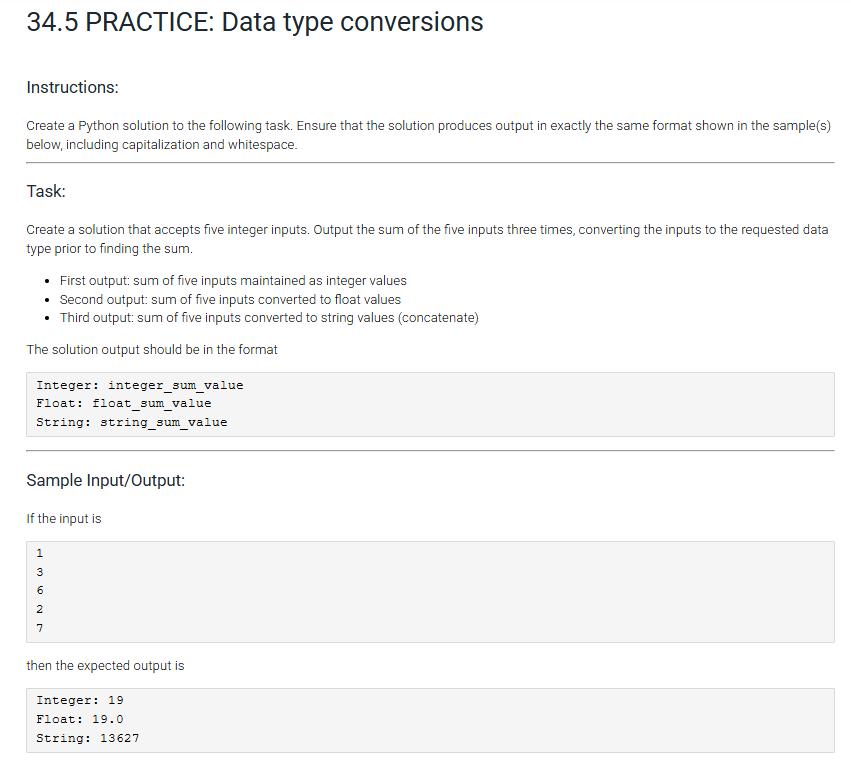 34.5 PRACTICE: Data type conversions
Instructions:
Create a Python solution to the following task. Ensure that the solution produces output in exactly the same format shown in the sample(s)
below, including capitalization and whitespace.
Task:
Create a solution that accepts five integer inputs. Output the sum of the five inputs three times, converting the inputs to the requested data
type prior to finding the sum.
• First output: sum of five inputs maintained as integer values
• Second output: sum of five inputs converted to float values
• Third output: sum of five inputs converted to string values (concatenate)
The solution output should be in the format
Integer: integer_sum_value
Float: float_sum_value
String: string_sum_value
Sample Input/Output:
If the input is
1
3
6
2
7
then the expected output is
Integer: 19
Float: 19.0
String: 13627